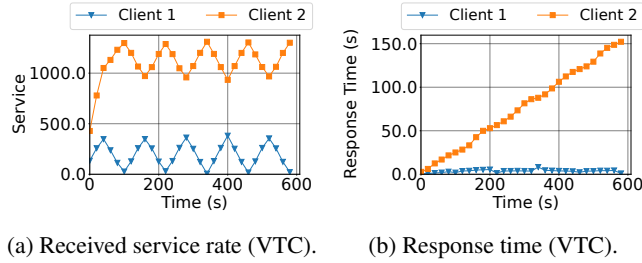 Client 1 Client 2
Service
1000.0
500.0
0.0
0 200 400 600
Time (s)
(a) Received service rate (VTC).
Client 1 Client 2
Response Time (s)
150.0
100.0
50.0
0.0
0 200 400 600
Time (s)
(b) Response time (VTC).